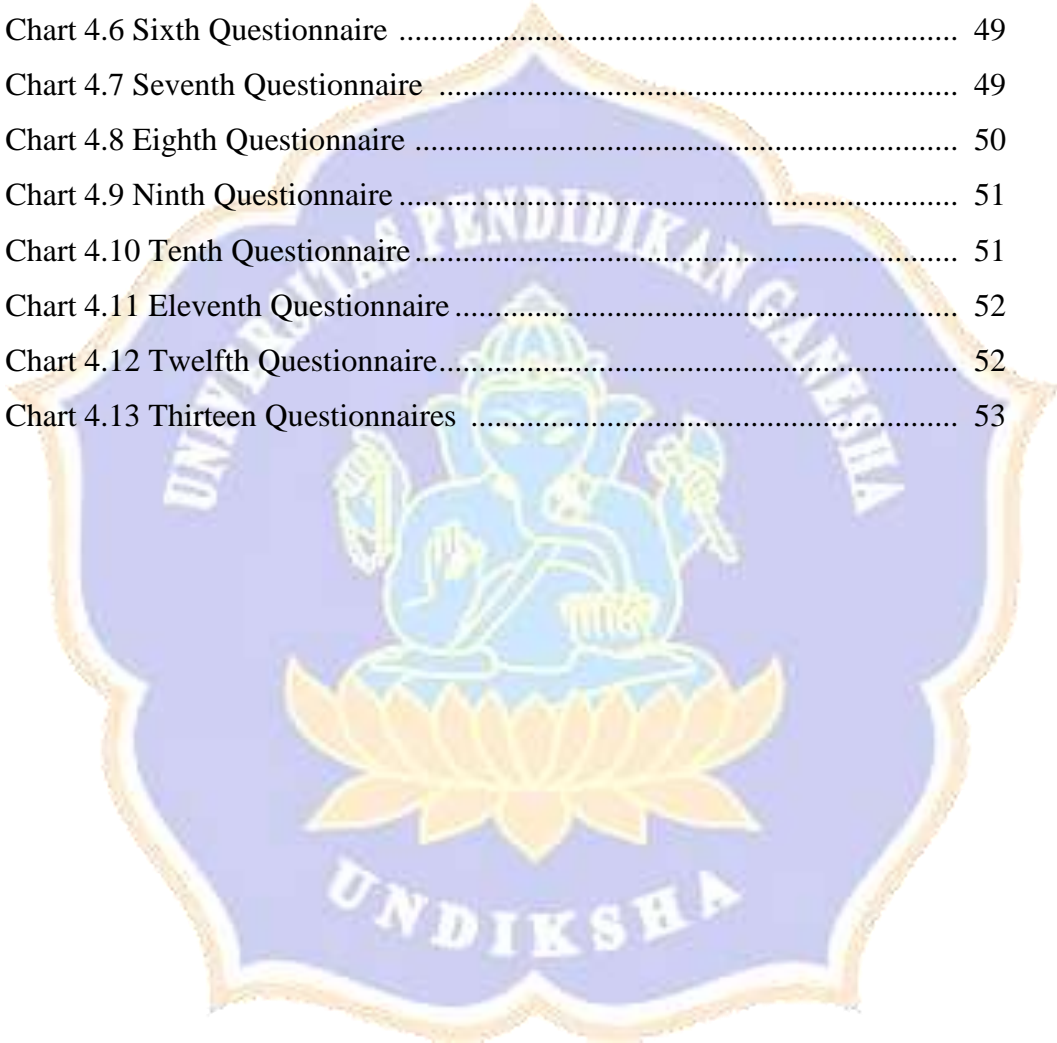 Chart 4.6 Sixth Questionnaire .................................................................... 49
Chart 4.7 Seventh Questionnaire ............................................................... 49
Chart 4.8 Eighth Questionnaire .................................................................. 50
Chart 4.9 Ninth Questionnaire .................................................................... 51
Chart 4.10 Tenth Questionnaire .................................................................. 51
Chart 4.11 Eleventh Questionnaire ............................................................. 52
Chart 4.12 Twelfth Questionnaire ............................................................... 52
Chart 4.13 Thirteen Questionnaires ........................................................... 53
UNIVERSITAS PENDIDIKAN GANESHA
UNDIKSHA